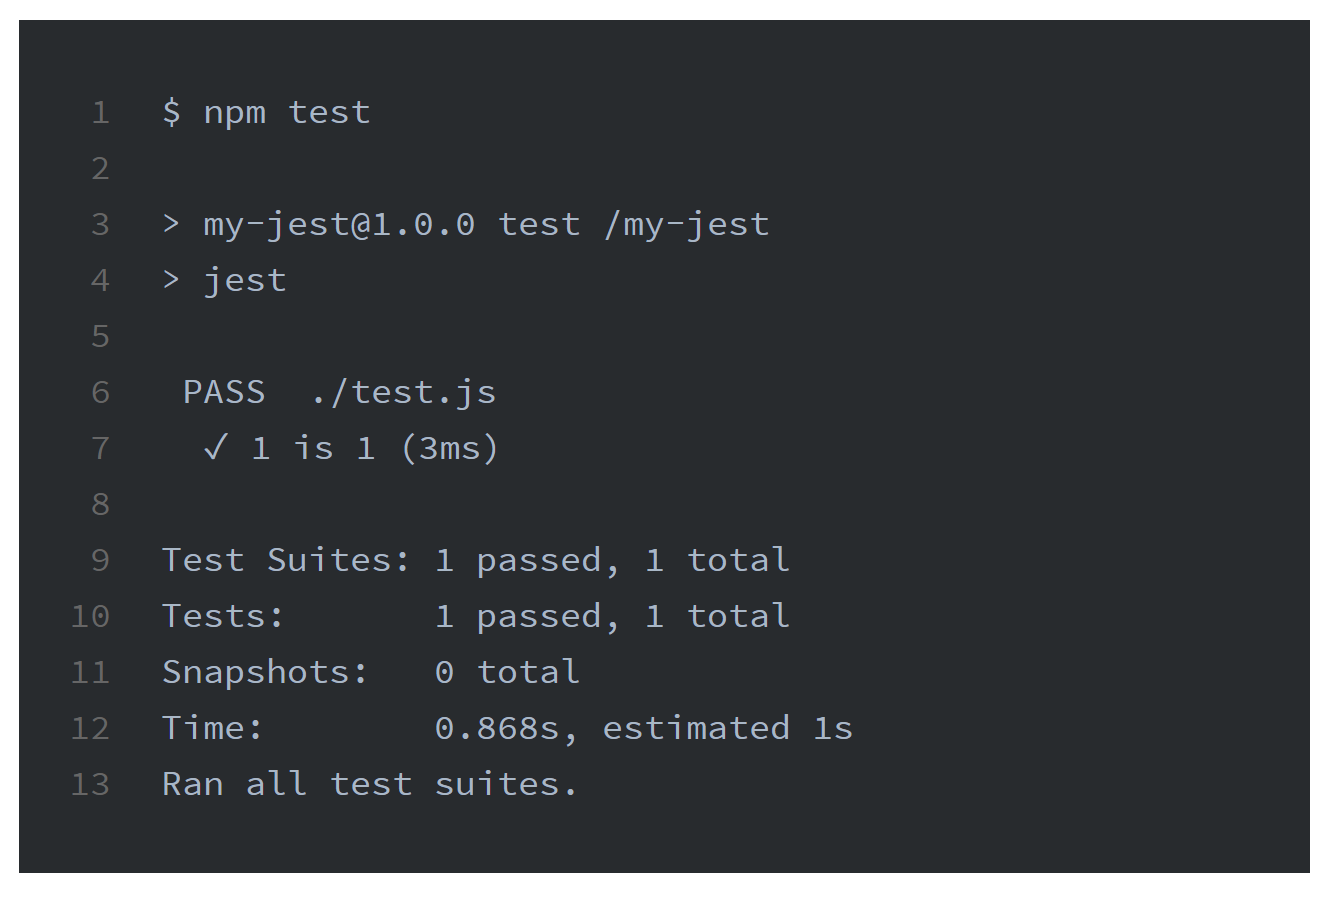 1 $ npm test
2
3 > my-jest@1.0.0 test /my-jest
4 > jest
5
6  PASS  ./test.js
7   ✓ 1 is 1 (3ms)
8
9 Test Suites: 1 passed, 1 total
10 Tests:       1 passed, 1 total
11 Snapshots:   0 total
12 Time:        0.868s, estimated 1s
13 Ran all test suites.